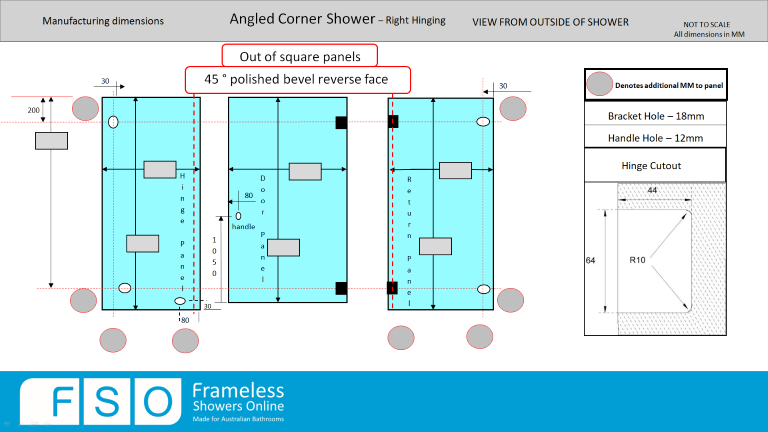 Manufacturing dimensions
Angled Corner Shower – Right Hinging
VIEW FROM OUTSIDE OF SHOWER
NOT TO SCALE
All dimensions in MM
Out of square panels
45 ° polished bevel reverse face
30
30
200
Hinge Panel
Door Panel
Return Panel
80
handle
1050
30
80
Denotes additional MM to panel
Bracket Hole – 18mm
Handle Hole – 12mm
Hinge Cutout
44
64
R10
FSO
Frameless
Showers Online
Made for Australian Bathrooms